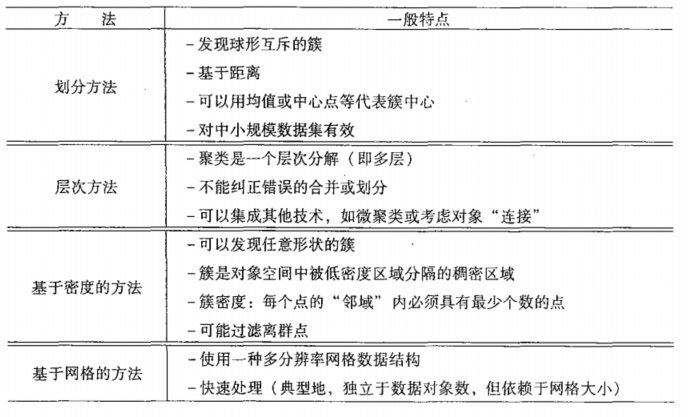 方 法 一般特点
划分方法
-发现球形互斥的簇
-基于距离
-可以用均值或中心点等代表簇中心
-对中小规模数据集有效
层次方法
-聚类是一个层次分解（即多层）
-不能纠正错误的合并或划分
-可以集成其他技术，如微聚类或考虑对象“连接”
基于密度的方法
-可以发现任意形状的簇
-簇是对象空间中被低密度区域分隔的稠密区域
-簇密度：每个点的“邻域”内必须具有最少个数的点
-可能过滤离群点
基于网格的方法
-使用一种多分辨率网格数据结构
-快速处理（典型地，独立于数据对象数，但依赖于网格大小）